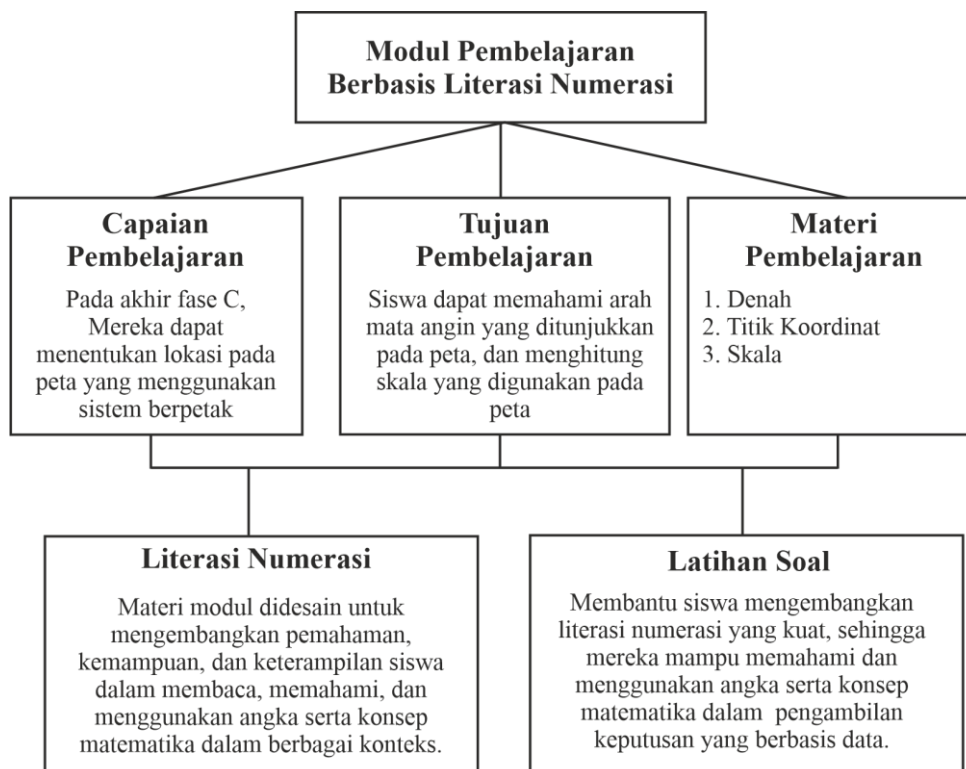 Modul Pembelajaran
Berbasis Literasi Numerasi
Capaian
Pembelajaran
Pada akhir fase C,
Mereka dapat
menentukan lokasi pada
peta yang menggunakan
sistem berpetak
Tujuan
Pembelajaran
Siswa dapat memahami arah
mata angin yang ditunjukkan
pada peta, dan menghitung
skala yang digunakan pada
peta
Materi
Pembelajaran
1. Denah
2. Titik Koordinat
3. Skala
Literasi Numerasi
Materi modul didesain untuk
mengembangkan pemahaman,
kemampuan, dan keterampilan siswa
dalam membaca, memahami, dan
menggunakan angka serta konsep
matematika dalam berbagai konteks.
Latihan Soal
Membantu siswa mengembangkan
literasi numerasi yang kuat, sehingga
mereka mampu memahami dan
menggunakan angka serta konsep
matematika dalam pengambilan
keputusan yang berbasis data.